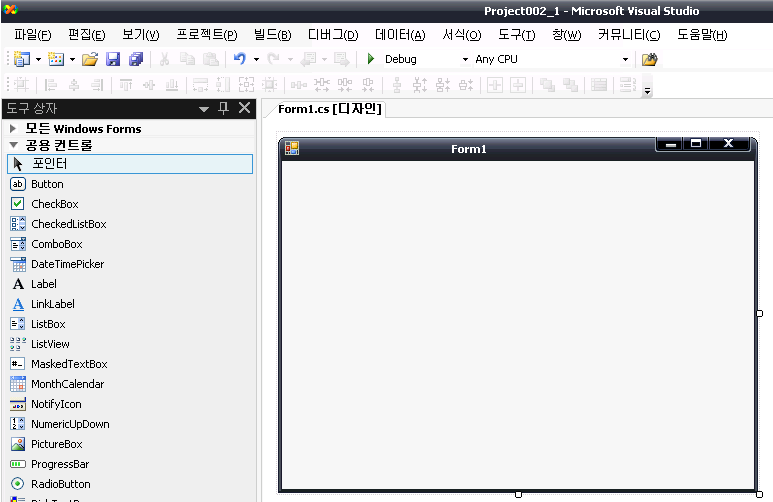 Project002_1 - Microsoft Visual Studio
파일(F) 편집(E) 보기(V) 프로젝트(P) 빌드(B) 디버그(D) 데이터(A) 서식(O) 도구(T) 창(W) 커뮤니티(C) 도움말(H)
Debug Any CPU
도구 상자
Form1.cs [디자인]
모든 Windows Forms
공용 컨트롤
Form1
포인터
Button
CheckBox
CheckedListBox
ComboBox
DateTimePicker
Label
LinkLabel
ListBox
ListView
MaskedTextBox
MonthCalendar
NotifyIcon
NumericUpDown
PictureBox
ProgressBar
RadioButton